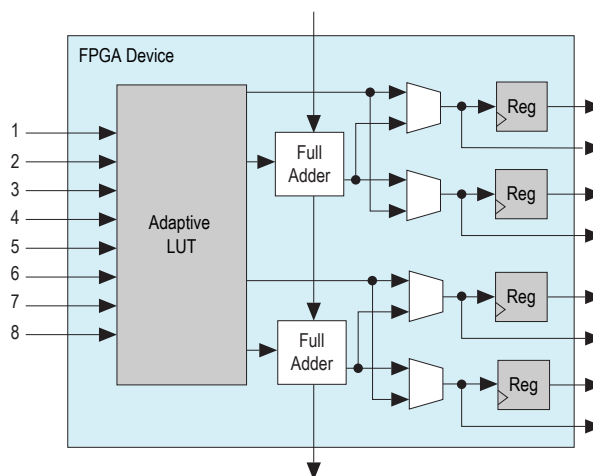 FPGA Device
1
2
3
4
5
6
7
8
Adaptive
LUT
Full
Adder
Full
Adder
Reg
Reg
Reg
Reg